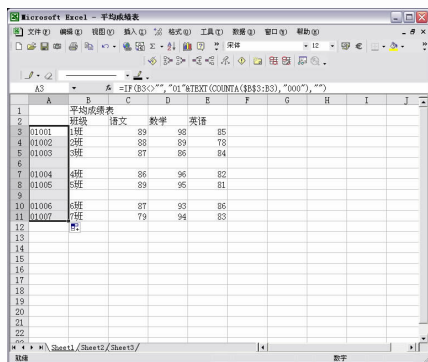 Microsoft Excel - 平均成绩表
文件(F) 编辑(E) 视图(V) 插入(I) 格式(O) 工具(T) 数据(D) 窗口(W) 帮助(H)
宋体 12
A3 fx =IF(B3<>"","01"&TEXT(COUNTA($B$3:B3),"000"),"")
A B C D E F G H I J
1 平均成绩表
2 班级 语文 数学 英语
3 01001 1班 89 98 85
4 01002 2班 88 89 78
5 01003 3班 87 86 84
6
7 01004 4班 86 96 82
8 01005 5班 89 95 81
9
10 01006 6班 87 93 86
11 01007 7班 79 94 83
12
13
14
15
16
17
18
19
20
21
22
Sheet1 Sheet2 Sheet3
就绪 数字